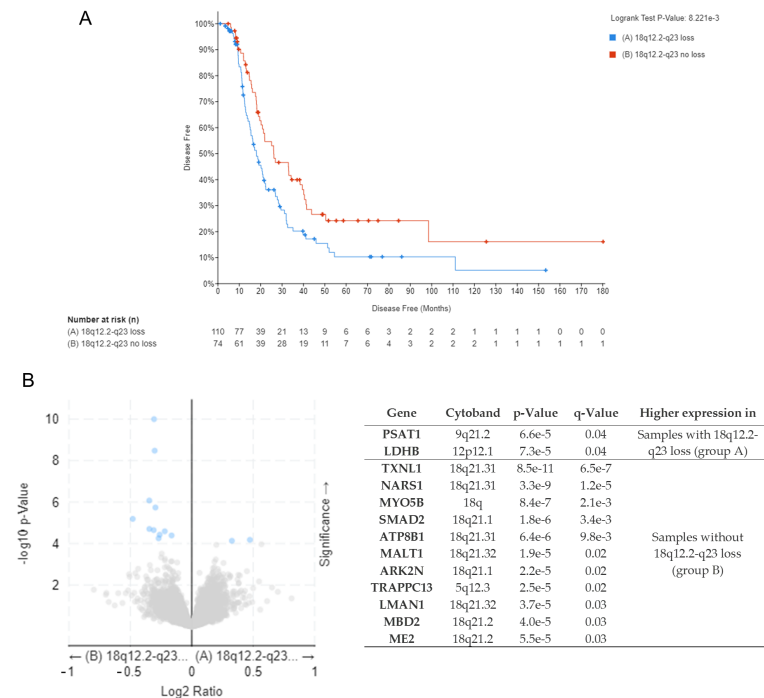 A
Logrank Test P-Value: 8.221e-3
(A) 18q12.2-q23 loss
(B) 18q12.2-q23 no loss
100%
90%
80%
70%
60%
50%
40%
30%
20%
10%
0%
Disease Free
0 10 20 30 40 50 60 70 80 90 100 110 120 130 140 150 160 170 180
Disease Free (Months)
Number at risk (n)
(A) 18q12.2-q23 loss 110 77 39 21 13 9 6 6 3 2 2 2 1 1 1 1 0 0 0
(B) 18q12.2-q23 no loss 74 61 39 28 19 11 7 6 4 3 2 2 2 1 1 1 1 1 1
B
10
8
6
4
2
-log10 p-Value
Significance →
← (B) 18q12.2-q23... (A) 18q12.2-q23... →
-1 -0.5 0 0.5 1
Log2 Ratio
Gene Cytoband p-Value q-Value Higher expression in
PSAT1 9q21.2 6.6e-5 0.04 Samples with 18q12.2-
LDHB 12p12.1 7.3e-5 0.04 q23 loss (group A)
TXNL1 18q21.31 8.5e-11 6.5e-7
NARS1 18q21.31 3.3e-9 1.2e-5
MYO5B 18q 8.4e-7 2.1e-3
SMAD2 18q21.1 1.8e-6 3.4e-3
ATP8B1 18q21.31 6.4e-6 9.8e-3 Samples without
MALT1 18q21.32 1.9e-5 0.02 18q12.2-q23 loss
ARK2N 18q21.1 2.2e-5 0.02 (group B)
TRAPPC13 5q12.3 2.5e-5 0.02
LMAN1 18q21.32 3.7e-5 0.03
MBD2 18q21.2 4.0e-5 0.03
ME2 18q21.2 5.5e-5 0.03